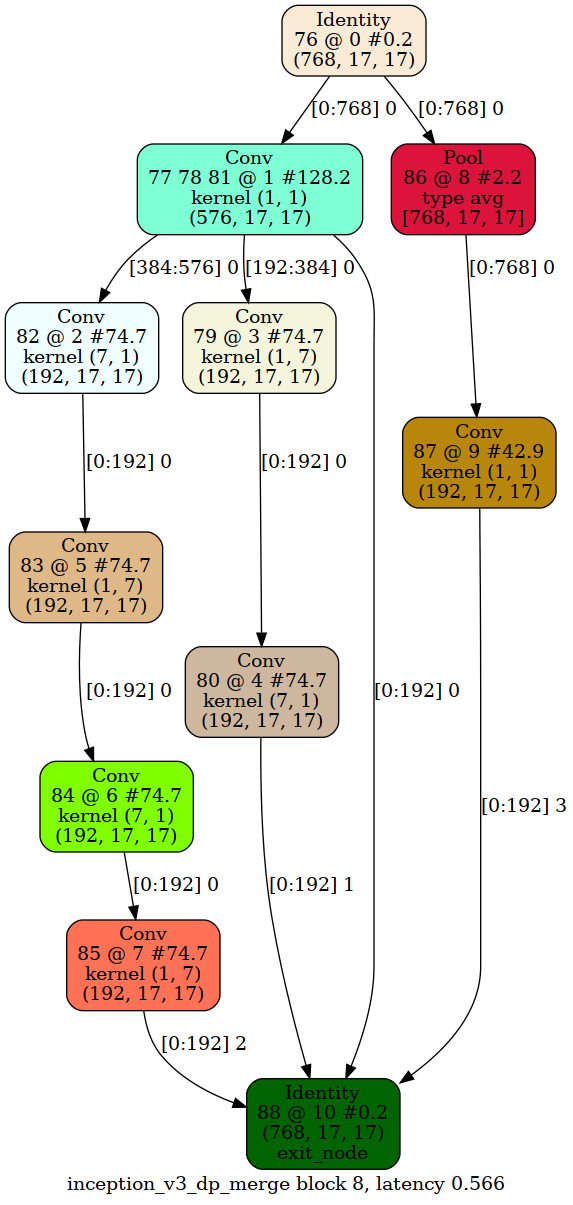 Identity
76 @ 0 #0.2
(768, 17, 17)
[0:768] 0
[0:768] 0
Conv
77 78 81 @ 1 #128.2
kernel (1, 1)
(576, 17, 17)
Pool
86 @ 8 #2.2
type avg
[768, 17, 17]
[384:576] 0
[192:384] 0
[0:768] 0
Conv
82 @ 2 #74.7
kernel (7, 1)
(192, 17, 17)
Conv
79 @ 3 #74.7
kernel (1, 7)
(192, 17, 17)
Conv
87 @ 9 #42.9
kernel (1, 1)
(192, 17, 17)
[0:192] 0
[0:192] 0
Conv
83 @ 5 #74.7
kernel (1, 7)
(192, 17, 17)
Conv
80 @ 4 #74.7
kernel (7, 1)
(192, 17, 17)
[0:192] 0
[0:192] 0
Conv
84 @ 6 #74.7
kernel (7, 1)
(192, 17, 17)
[0:192] 3
[0:192] 0
[0:192] 1
Conv
85 @ 7 #74.7
kernel (1, 7)
(192, 17, 17)
[0:192] 2
Identity
88 @ 10 #0.2
(768, 17, 17)
exit_node
inception_v3_dp_merge block 8, latency 0.566